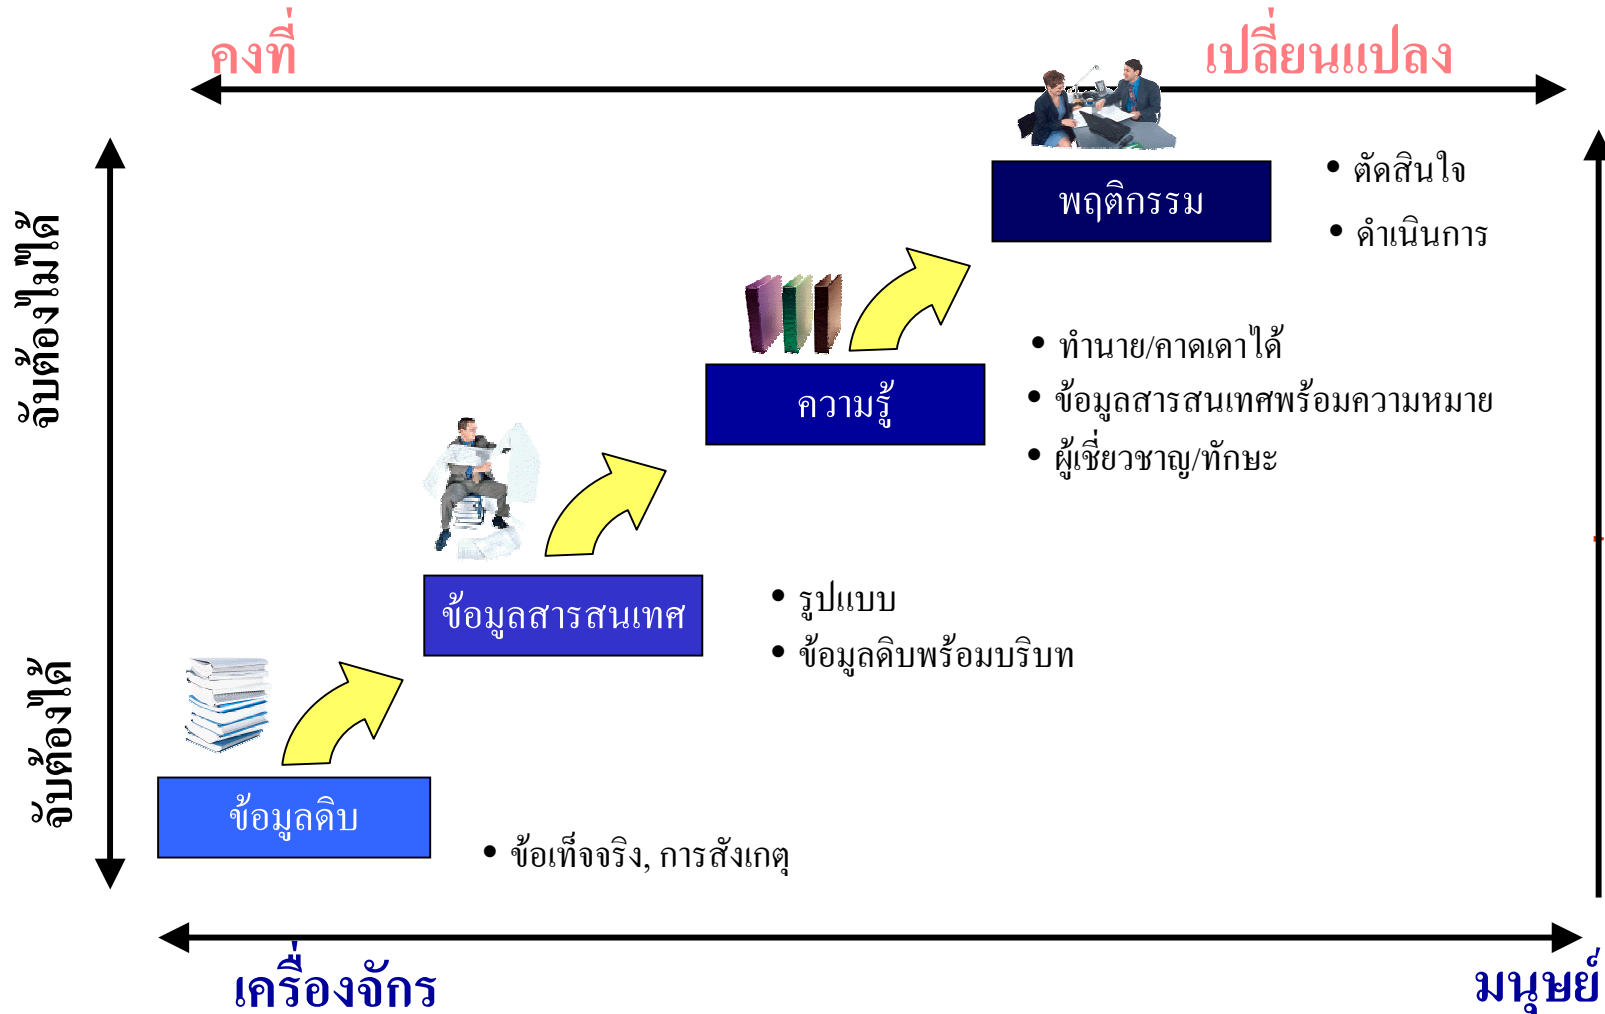 คงที่ เปลี่ยนแปลง
จับต้องไม่ได้
พฤติกรรม
• ตัดสินใจ
• ดำเนินการ
ความรู้
• ทำนาย/คาดเดาได้
• ข้อมูลสารสนเทศพร้อมความหมาย
• ผู้เชี่ยวชาญ/ทักษะ
ข้อมูลสารสนเทศ
• รูปแบบ
• ข้อมูลดิบพร้อมบริบท
จับต้องได้
ข้อมูลดิบ
• ข้อเท็จจริง, การสังเกตุ
เครื่องจักร มนุษย์